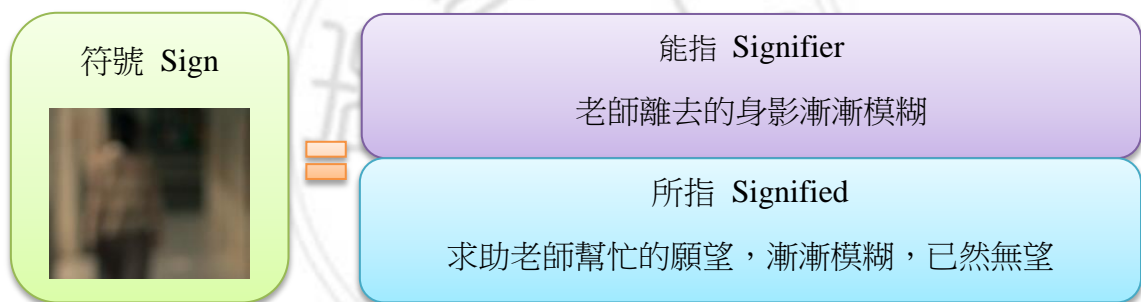 符號 Sign
能指 Signifier
老師離去的身影漸漸模糊
所指 Signified
求助老師幫忙的願望，漸漸模糊，已然無望